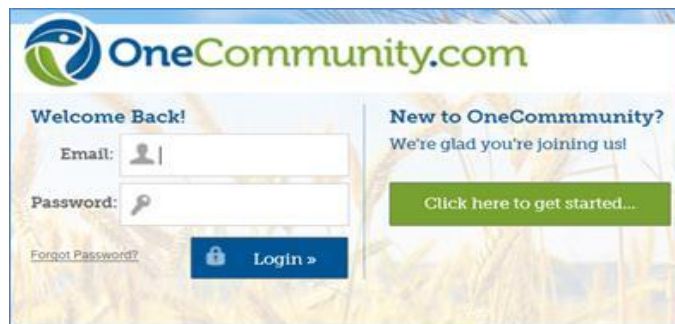 OneCommunity.com
Welcome Back!
Email:
Password:
Forgot Password?
Login »
New to OneCommmunity?
We're glad you're joining us!
Click here to get started...